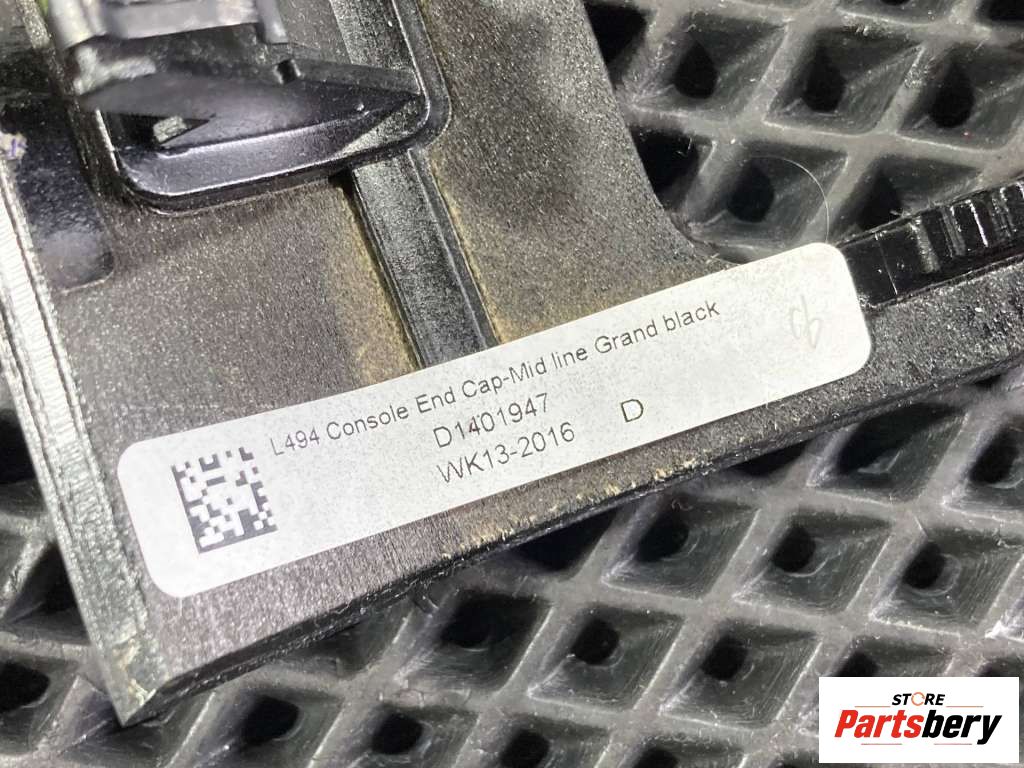 L494 Console End Cap-Mid line Grand black
D1401947
WK13-2016 D
STORE
Partsbery